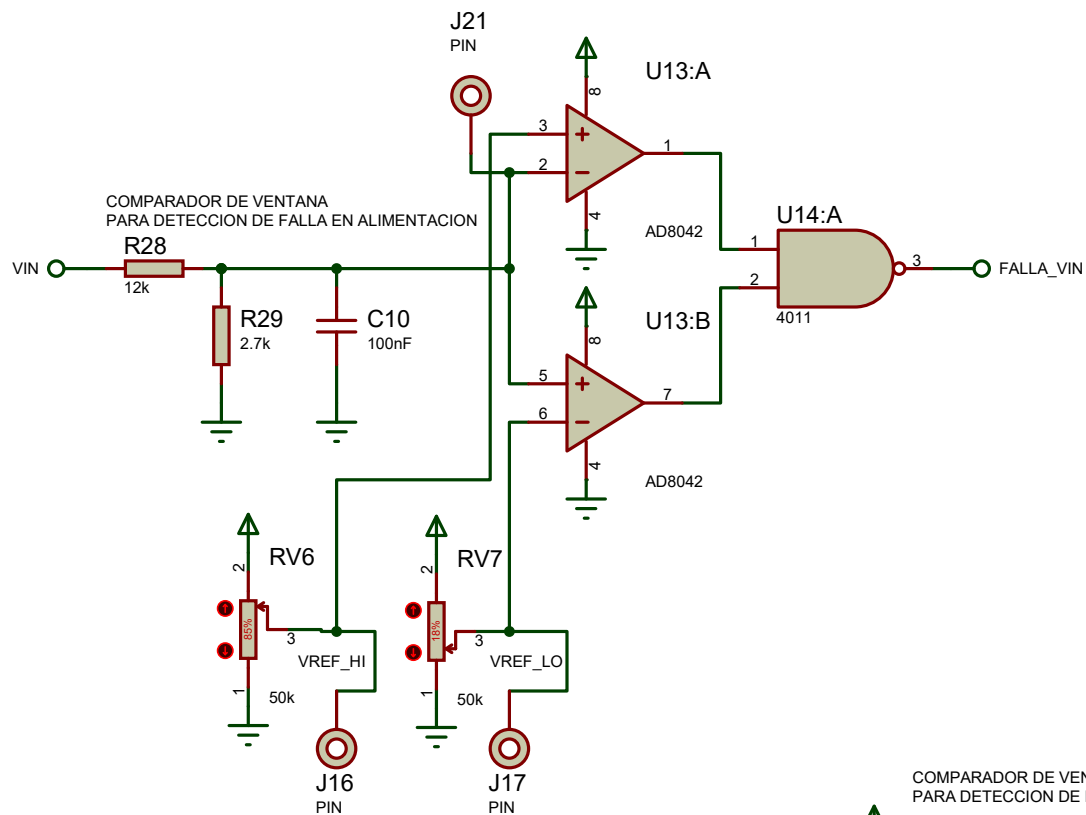 J21
PIN
U13:A
8
3
2
1
4
AD8042
COMPARADOR DE VENTANA
PARA DETECCION DE FALLA EN ALIMENTACION
R28
VIN
12k
R29
2.7k
C10
100nF
U14:A
1
2
3
4011
FALLA_VIN
U13:B
8
5
6
7
4
AD8042
RV6
2
85%
3
1
VREF_HI
50k
RV7
2
18%
3
1
VREF_LO
50k
J16
PIN
J17
PIN
COMPARADOR DE VEN
PARA DETECCION DE